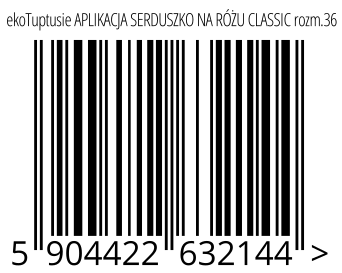 ekoTuptusie APLIKACJA SERDUSZKO NA RÓŻU CLASSIC rozm.36
5 904422 632144 >